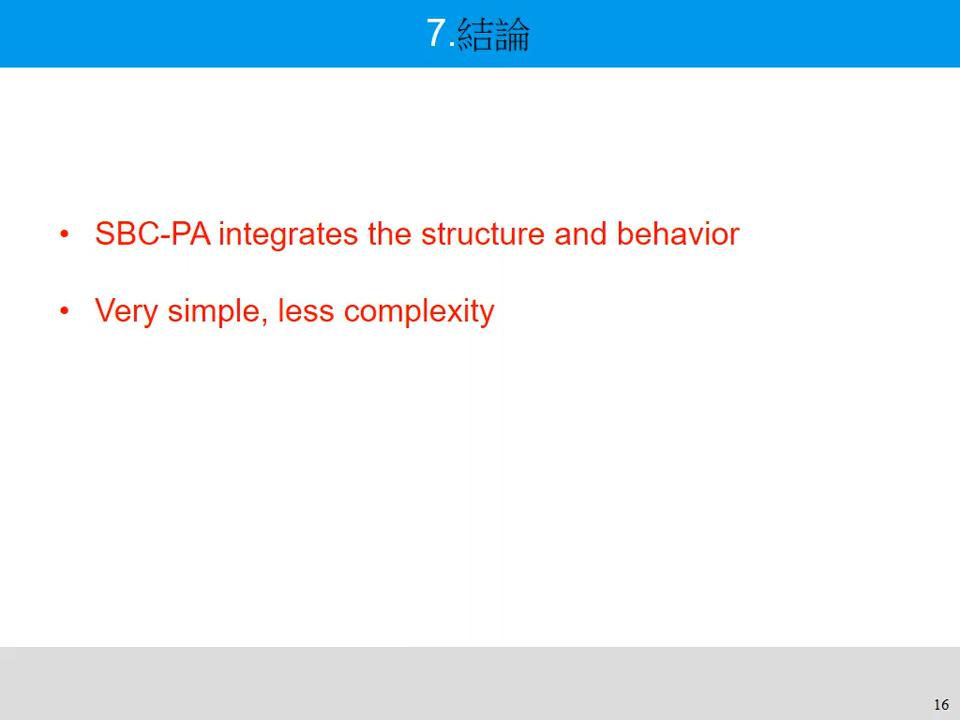 7.結論
• SBC-PA integrates the structure and behavior
• Very simple, less complexity
16